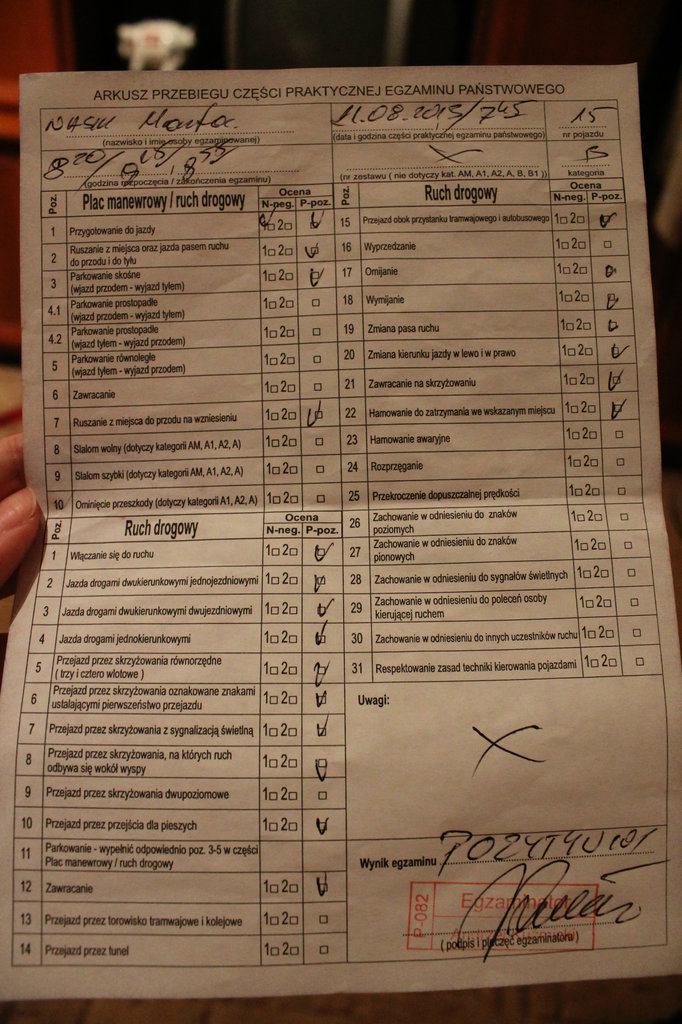 ARKUSZ PRZEBIEGU CZĘŚCI PRAKTYCZNEJ EGZAMINU PAŃSTWOWEGO
Marta
(nazwisko i imię osoby egzaminowanej)
11.08.2015/745
(data i godzina części praktycznej egzaminu państwowego)
15
nr pojazdu
8 20/
(godzina rozpoczęcia / zakończenia egzaminu)
(nr zestawu ( nie dotyczy kat. AM, A1, A2, A, B, B1 ))
B
kategoria
Poz. Plac manewrowy / ruch drogowy Ocena
N-neg. P-poz.
1 Przygotowanie do jazdy 1□ 2□
2 Ruszanie z miejsca oraz jazda pasem ruchu
do przodu i do tyłu 1□ 2□
3 Parkowanie skośne
(wjazd przodem - wyjazd tyłem) 1□ 2□
4.1 Parkowanie prostopadłe
(wjazd przodem - wyjazd tyłem) 1□ 2□ □
4.2 Parkowanie prostopadłe
(wjazd tyłem - wyjazd przodem) 1□ 2□ □
5 Parkowanie równoległe
(wjazd tyłem - wyjazd przodem) 1□ 2□ □
6 Zawracanie 1□ 2□ □
7 Ruszanie z miejsca do przodu na wzniesieniu 1□ 2□
8 Slalom wolny (dotyczy kategorii AM, A1, A2, A) 1□ 2□ □
9 Slalom szybki (dotyczy kategorii AM, A1, A2, A) 1□ 2□ □
10 Ominięcie przeszkody (dotyczy kategorii A1, A2, A) 1□ 2□ □
Poz. Ruch drogowy Ocena
N-neg. P-poz.
1 Włączanie się do ruchu 1□ 2□
2 Jazda drogami dwukierunkowymi jednojezdniowymi 1□ 2□
3 Jazda drogami dwukierunkowymi dwujezdniowymi 1□ 2□
4 Jazda drogami jednokierunkowymi 1□ 2□
5 Przejazd przez skrzyżowania równorzędne
( trzy i cztero wlotowe ) 1□ 2□
6 Przejazd przez skrzyżowania oznakowane znakami
ustalającymi pierwszeństwo przejazdu 1□ 2□
7 Przejazd przez skrzyżowania z sygnalizacją świetlną 1□ 2□
8 Przejazd przez skrzyżowania, na których ruch
odbywa się wokół wyspy 1□ 2□
9 Przejazd przez skrzyżowania dwupoziomowe 1□ 2□ □
10 Przejazd przez przejścia dla pieszych 1□ 2□
11 Parkowanie - wypełnić odpowiednio poz. 3-5 w części
Plac manewrowy / ruch drogowy
12 Zawracanie 1□ 2□
13 Przejazd przez torowisko tramwajowe i kolejowe 1□ 2□ □
14 Przejazd przez tunel 1□ 2□ □
Poz. Ruch drogowy Ocena
N-neg. P-poz.
15 Przejazd obok przystanku tramwajowego i autobusowego 1□ 2□
16 Wyprzedzanie 1□ 2□ □
17 Omijanie 1□ 2□
18 Wymijanie 1□ 2□
19 Zmiana pasa ruchu 1□ 2□
20 Zmiana kierunku jazdy w lewo i w prawo 1□ 2□
21 Zawracanie na skrzyżowaniu 1□ 2□
22 Hamowanie do zatrzymania we wskazanym miejscu 1□ 2□
23 Hamowanie awaryjne 1□ 2□ □
24 Rozprzęganie 1□ 2□ □
25 Przekroczenie dopuszczalnej prędkości 1□ 2□ □
26 Zachowanie w odniesieniu do znaków
poziomych 1□ 2□ □
27 Zachowanie w odniesieniu do znaków
pionowych 1□ 2□ □
28 Zachowanie w odniesieniu do sygnałów świetlnych 1□ 2□ □
29 Zachowanie w odniesieniu do poleceń osoby
kierującej ruchem 1□ 2□ □
30 Zachowanie w odniesieniu do innych uczestników ruchu 1□ 2□ □
31 Respektowanie zasad techniki kierowania pojazdami 1□ 2□ □
Uwagi:
Wynik egzaminu POZYTYWNY
P-082
Egzaminator
( podpis i pieczęć egzaminatora )